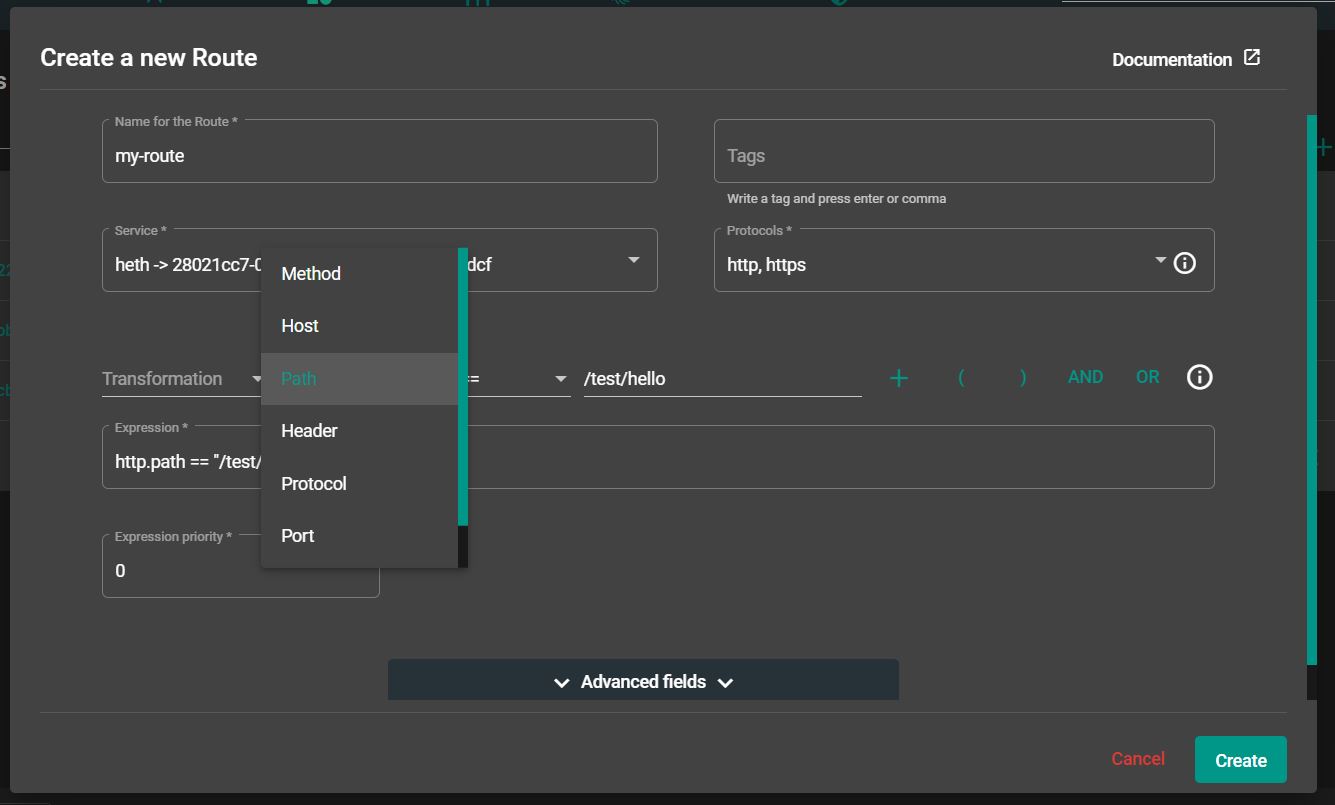 Create a new Route
Documentation
Name for the Route *
my-route
Tags
Write a tag and press enter or comma
Service *
heth -> 28021cc7-0
dcf
Protocols *
http, https
Method
Host
Transformation
Path
==
/test/hello
+ ( ) AND OR
Header
Expression *
http.path == "/test/
Protocol
Port
Expression priority *
0
Advanced fields
Cancel
Create